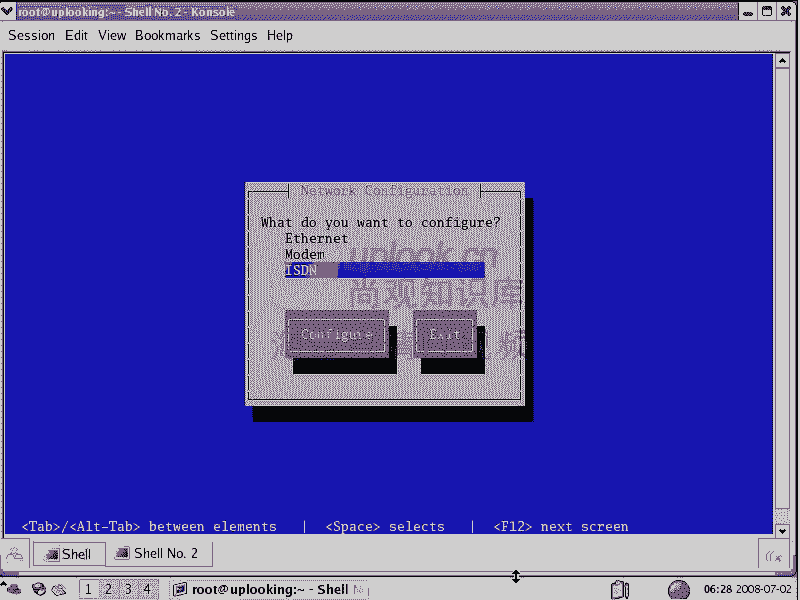 root@uplooking:~ - Shell No. 2 - Konsole
Session Edit View Bookmarks Settings Help
Network Configuration
What do you want to configure?
Ethernet
Modem
ISDN
uplook.cn
尚观知识库
Configure Exit
<Tab>/<Alt-Tab> between elements | <Space> selects | <F12> next screen
Shell Shell No. 2
1 2 3 4 root@uplooking:~ - Shell 06:28 2008-07-02